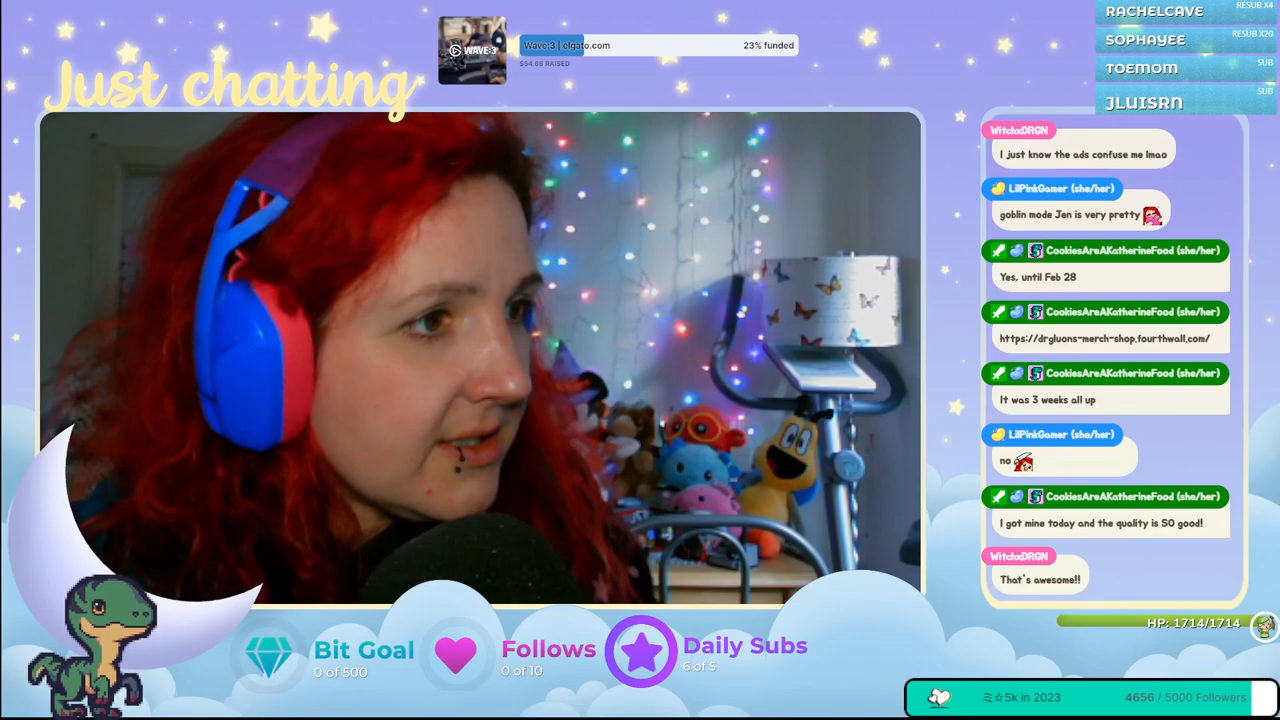 Just chatting
WAVE:3
Wave:3 | elgato.com
23% funded
$54.68 RAISED
RACHELCAVE
RESUB X4
SOPHAYEE
RESUB X20
TOEMOM
SUB
JLUISRN
SUB
WitchxDRGN
I just know the ads confuse me lmao
LilPinkGamer (she/her)
goblin mode Jen is very pretty
CookiesAreAKatherineFood (she/her)
Yes, until Feb 28
CookiesAreAKatherineFood (she/her)
https://drgluons-merch-shop.fourthwall.com/
CookiesAreAKatherineFood (she/her)
It was 3 weeks all up
LilPinkGamer (she/her)
no
CookiesAreAKatherineFood (she/her)
I got mine today and the quality is SO good!
WitchxDRGN
That's awesome!!
HP: 1714/1714
Bit Goal
0 of 500
Follows
0 of 10
Daily Subs
6 of 5
ミ☆5k in 2023
4656 / 5000 Followers